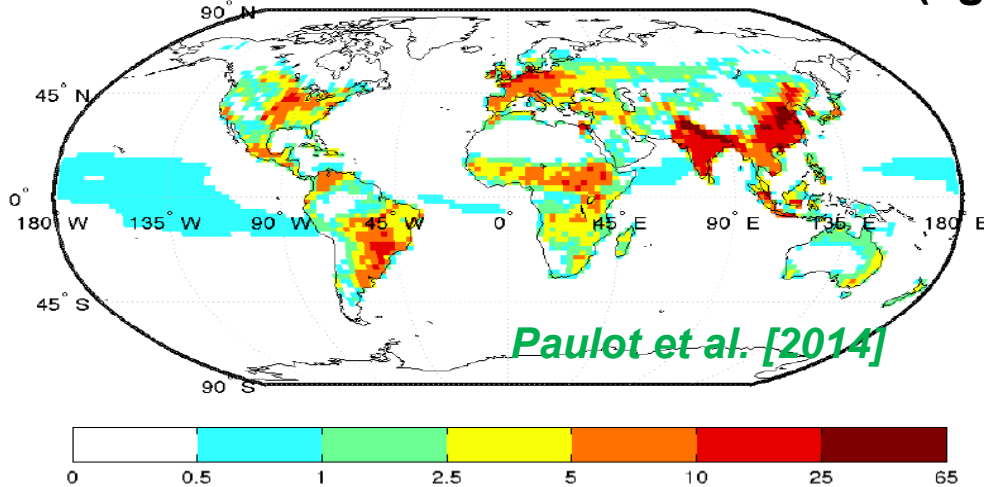 (g
90° N
45° N
0°
180° W 135° W 90° W 45° W 0° 45° E 90° E 135° E 180° E
45° S
Paulot et al. [2014]
90° S
0 0.5 1 2.5 5 10 25 65